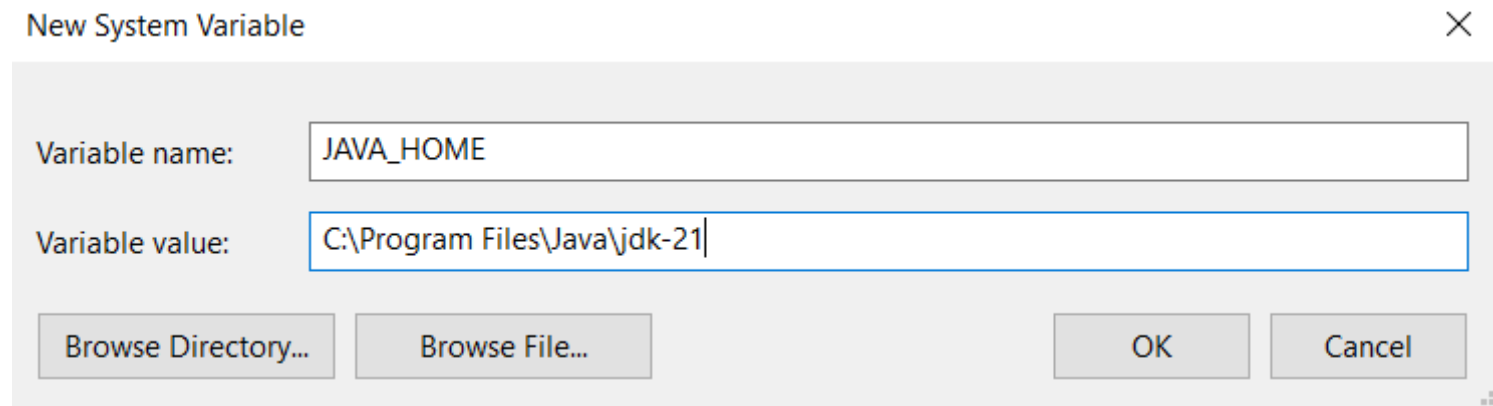 New System Variable
Variable name: JAVA_HOME
Variable value: C:\Program Files\Java\jdk-21
Browse Directory... Browse File... OK Cancel